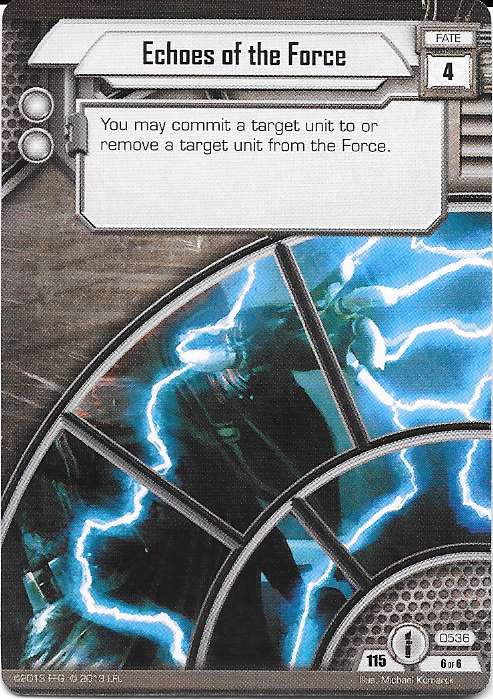 Echoes of the Force
FATE
4
You may commit a target unit to or
remove a target unit from the Force.
0536
115
6 OF 6
©2013 FFG © 2013 LFL
Illus. Michael Komarck